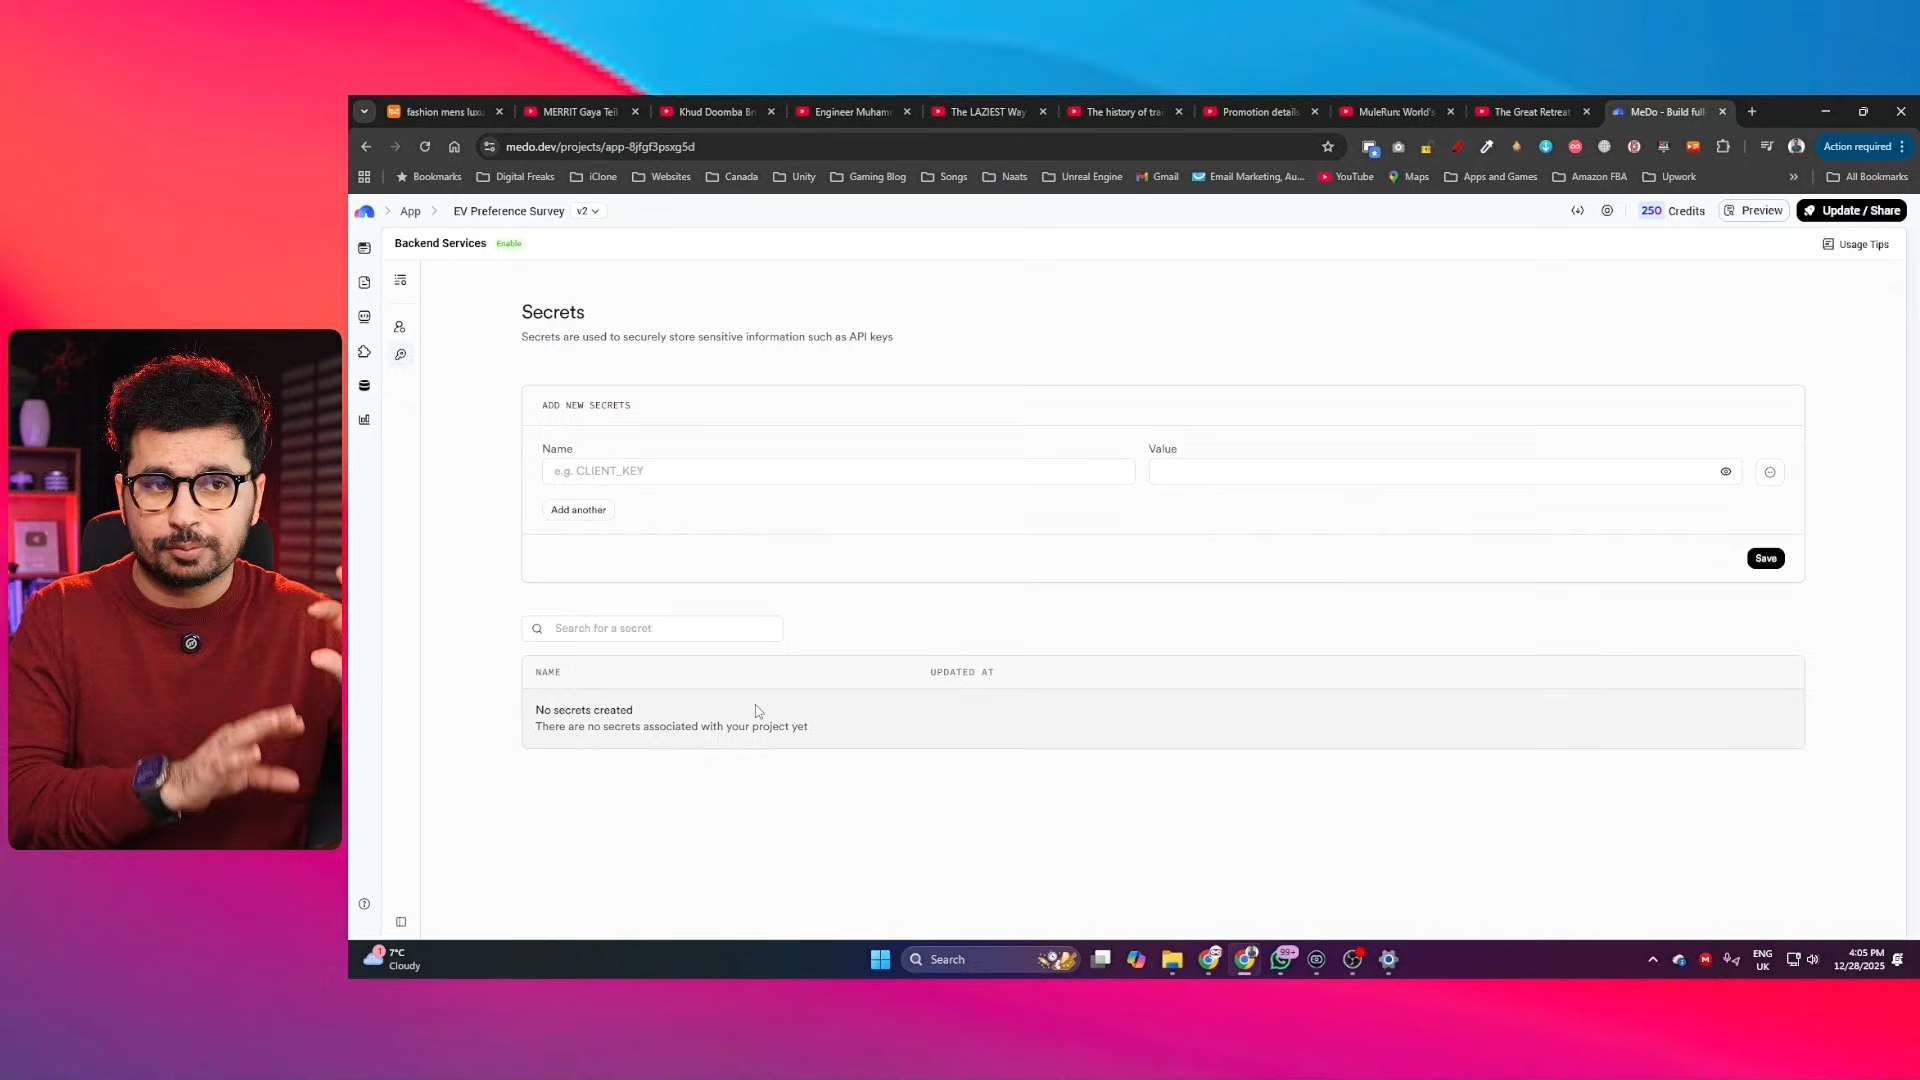 fashion mens luxu
MERRIT Gaya Teil
Khud Doomba Bn
Engineer Muhamm
The LAZIEST Way
The history of trai
Promotion details
MuleRun: World's
The Great Retreat
MeDo - Build full
medo.dev/projects/app-8jfgf3psxg5d
Action required
Bookmarks
Digital Freaks
iClone
Websites
Canada
Unity
Gaming Blog
Songs
Naats
Unreal Engine
Gmail
Email Marketing, Au...
YouTube
Maps
Apps and Games
Amazon FBA
Upwork
All Bookmarks
App
EV Preference Survey
v2
250 Credits
Preview
Update / Share
Backend Services
Enable
Usage Tips
Secrets
Secrets are used to securely store sensitive information such as API keys
ADD NEW SECRETS
Name
Value
e.g. CLIENT_KEY
Add another
Save
Search for a secret
NAME
UPDATED AT
No secrets created
There are no secrets associated with your project yet
1
7°C
Cloudy
Search
99+
ENG
UK
4:05 PM
12/28/2025